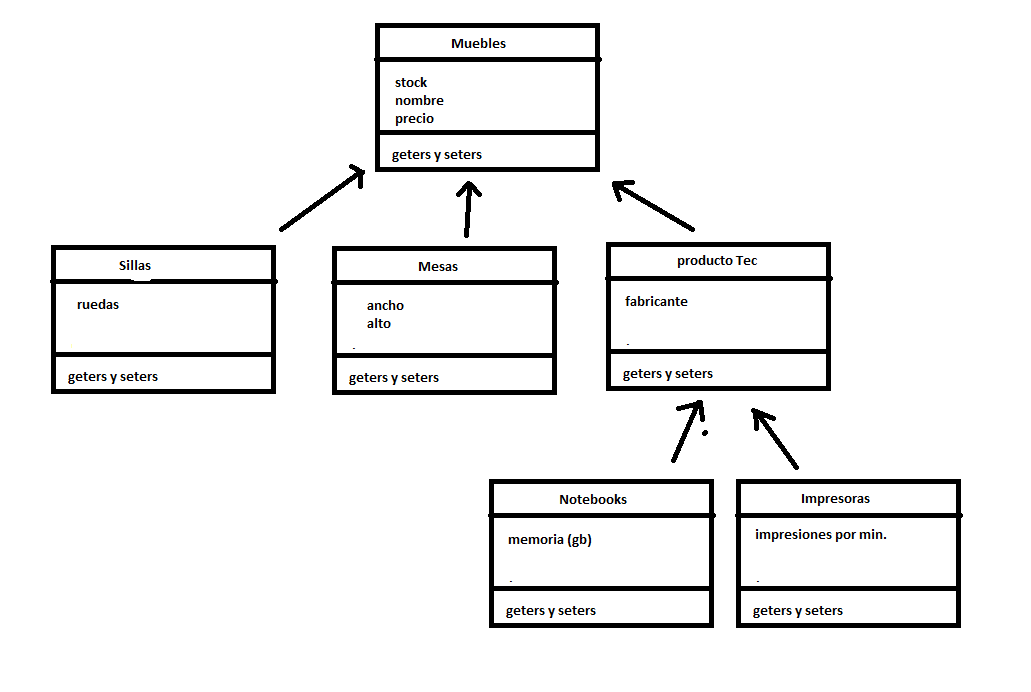 Muebles
stock
nombre
precio
geters y seters
Sillas
ruedas
geters y seters
Mesas
ancho
alto
.
geters y seters
producto Tec
fabricante
.
geters y seters
Notebooks
memoria (gb)
.
geters y seters
Impresoras
impresiones por min.
.
geters y seters